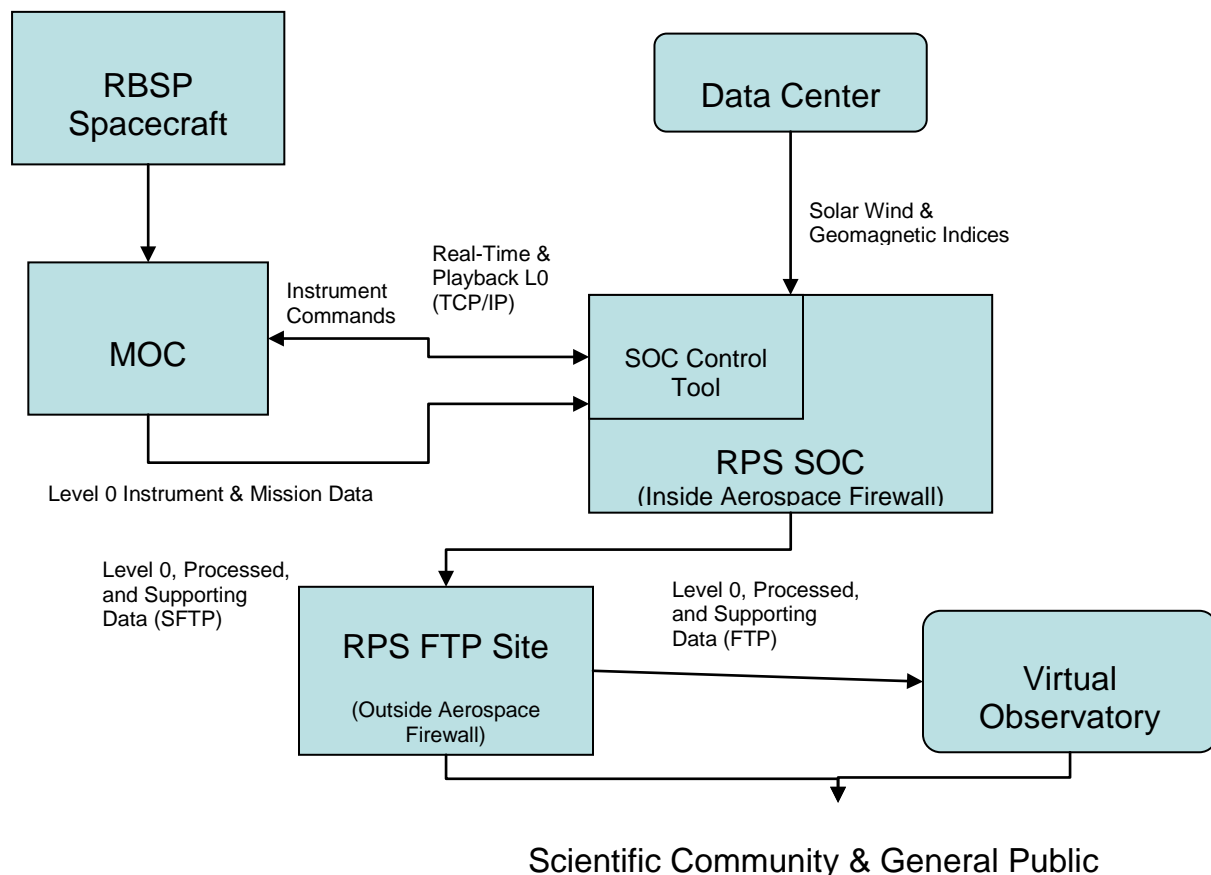 RBSP
Spacecraft
Data Center
Solar Wind &
Geomagnetic Indices
Real-Time &
Playback L0
(TCP/IP)
Instrument
Commands
MOC
SOC Control
Tool
RPS SOC
(Inside Aerospace Firewall)
Level 0 Instrument & Mission Data
Level 0, Processed,
and Supporting
Data (SFTP)
Level 0, Processed,
and Supporting
Data (FTP)
RPS FTP Site
(Outside Aerospace
Firewall)
Virtual
Observatory
Scientific Community & General Public